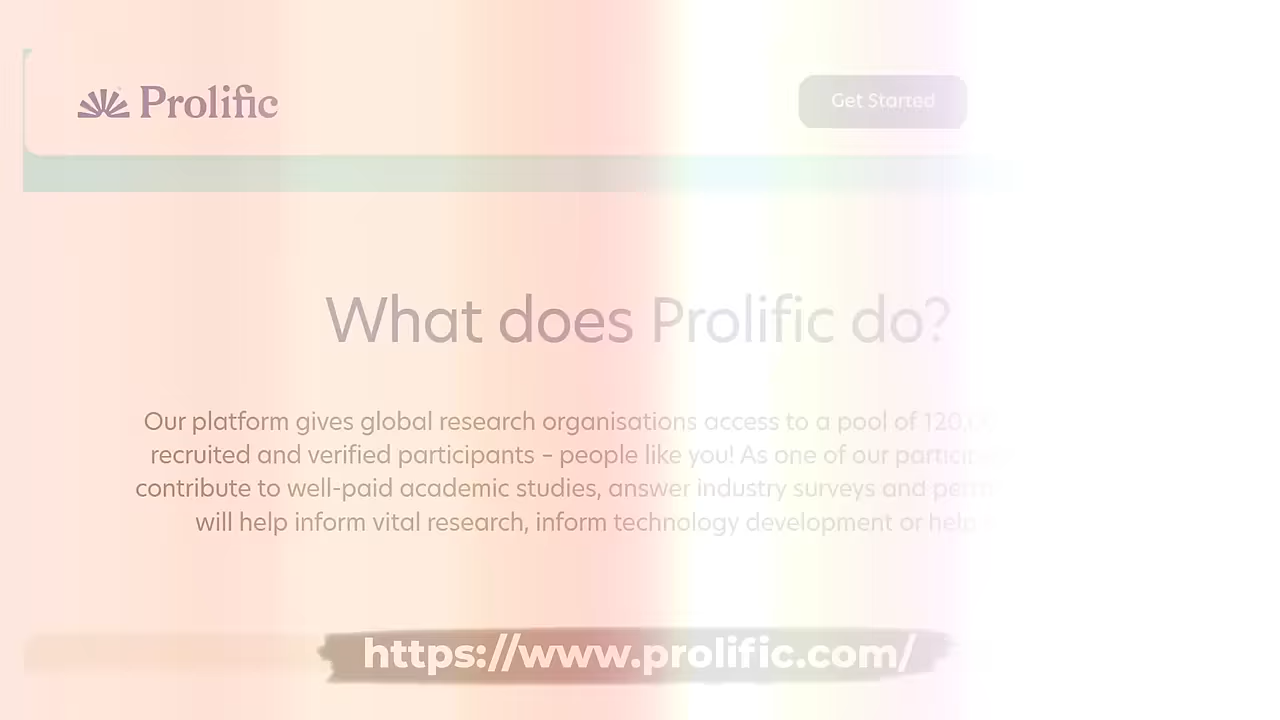 Prolific
Get Started
What does Prolific do?
Our platform gives global research organisations access to a pool of
recruited and verified participants – people like you! As one of our
contribute to well-paid academic studies, answer industry surveys and
will help inform vital research, inform technology development or help
https://www.prolific.com/